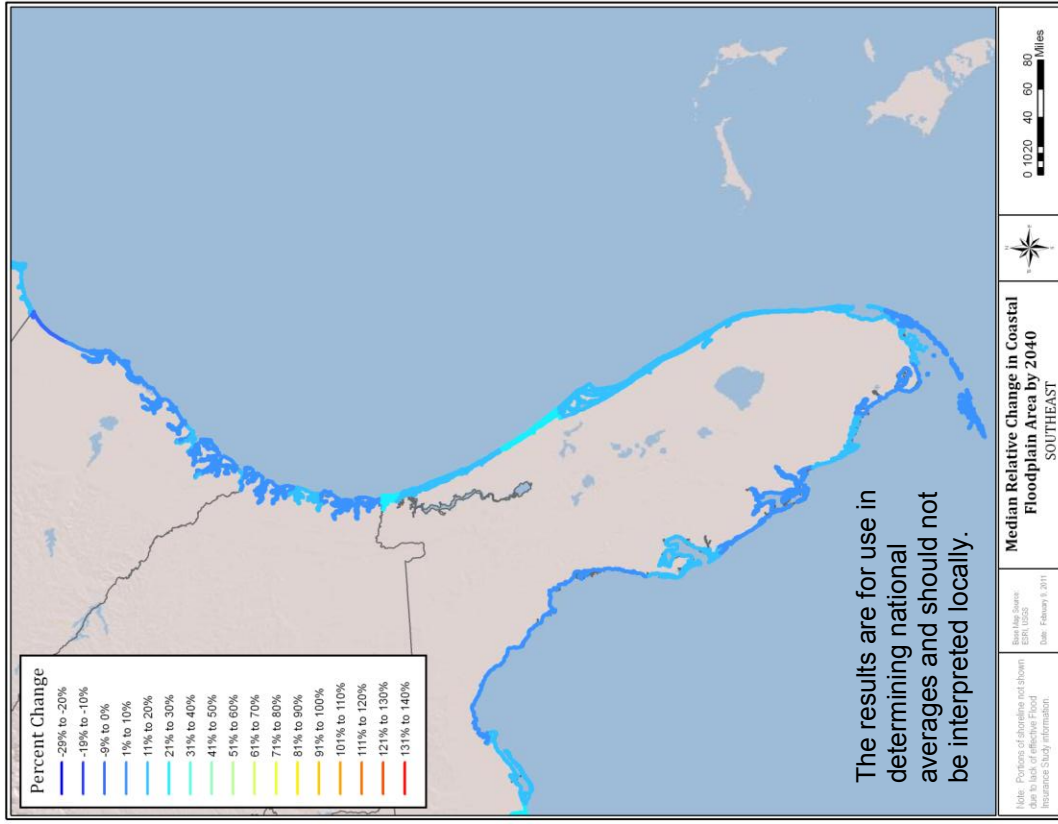 Percent Change
-29% to -20%
-19% to -10%
-9% to 0%
1% to 10%
11% to 20%
21% to 30%
31% to 40%
41% to 50%
51% to 60%
61% to 70%
71% to 80%
81% to 90%
91% to 100%
101% to 110%
111% to 120%
121% to 130%
131% to 140%
The results are for use in
determining national
averages and should not
be interpreted locally.
Note: Portions of shoreline not shown
due to lack of effective Flood
Insurance Study information.
Base Map Source:
ESRI, USGS
Date: February 9, 2011
Median Relative Change in Coastal
Floodplain Area by 2040
SOUTHEAST
N
0 10 20 40 60 80
Miles